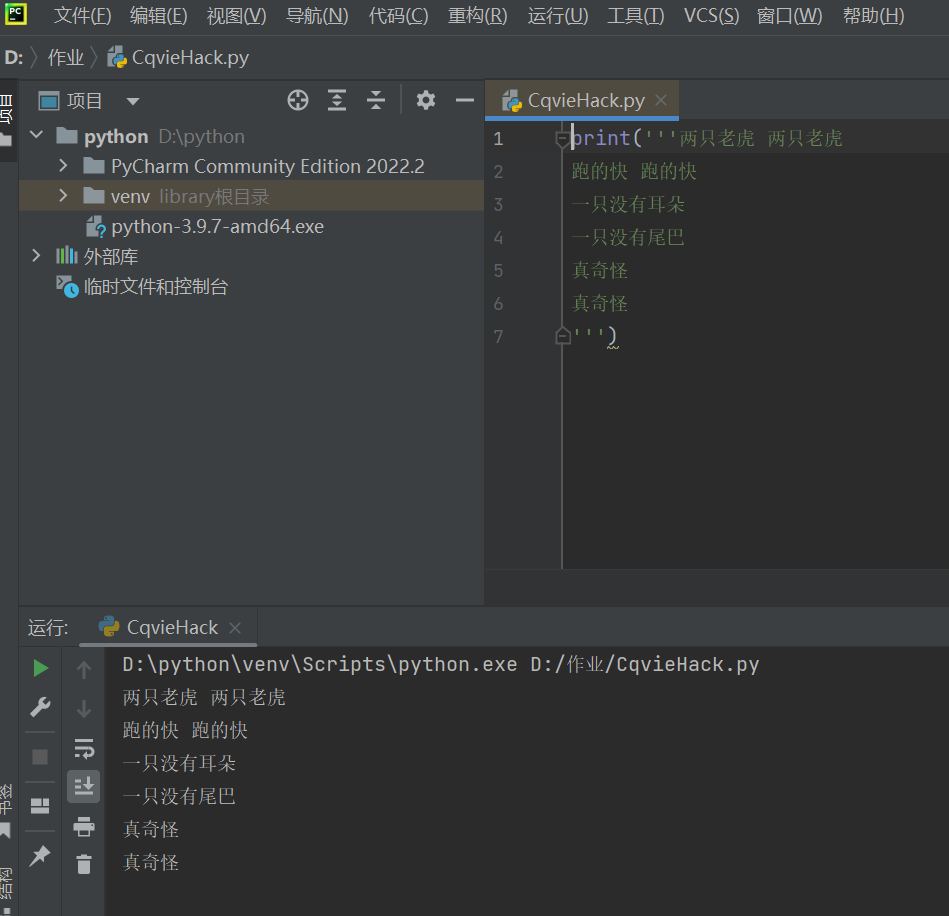 PC 文件(F) 编辑(E) 视图(V) 导航(N) 代码(C) 重构(R) 运行(U) 工具(T) VCS(S) 窗口(W) 帮助(H)
D: 作业 CqvieHack.py
项目
项目
CqvieHack.py
python D:\python
PyCharm Community Edition 2022.2
venv library根目录
python-3.9.7-amd64.exe
外部库
临时文件和控制台
1 print('''两只老虎 两只老虎
2 跑的快 跑的快
3 一只没有耳朵
4 一只没有尾巴
5 真奇怪
6 真奇怪
7 ''')
运行: CqvieHack
D:\python\venv\Scripts\python.exe D:/作业/CqvieHack.py
两只老虎 两只老虎
跑的快 跑的快
一只没有耳朵
一只没有尾巴
真奇怪
真奇怪
书签
结构